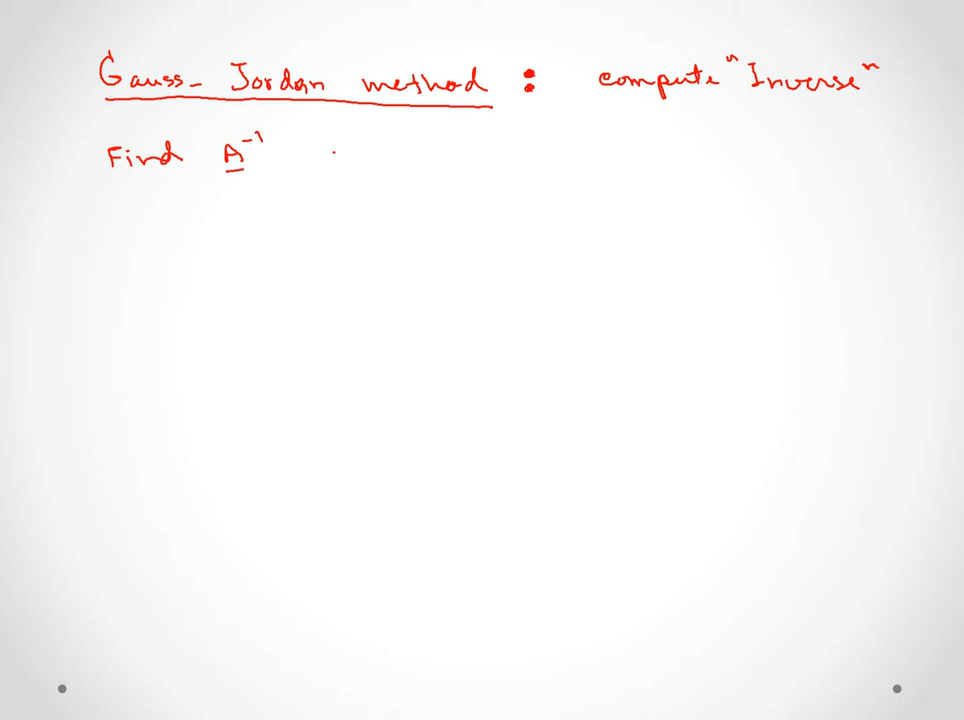 Gauss-Jordan method : compute "Inverse"
Find A⁻¹